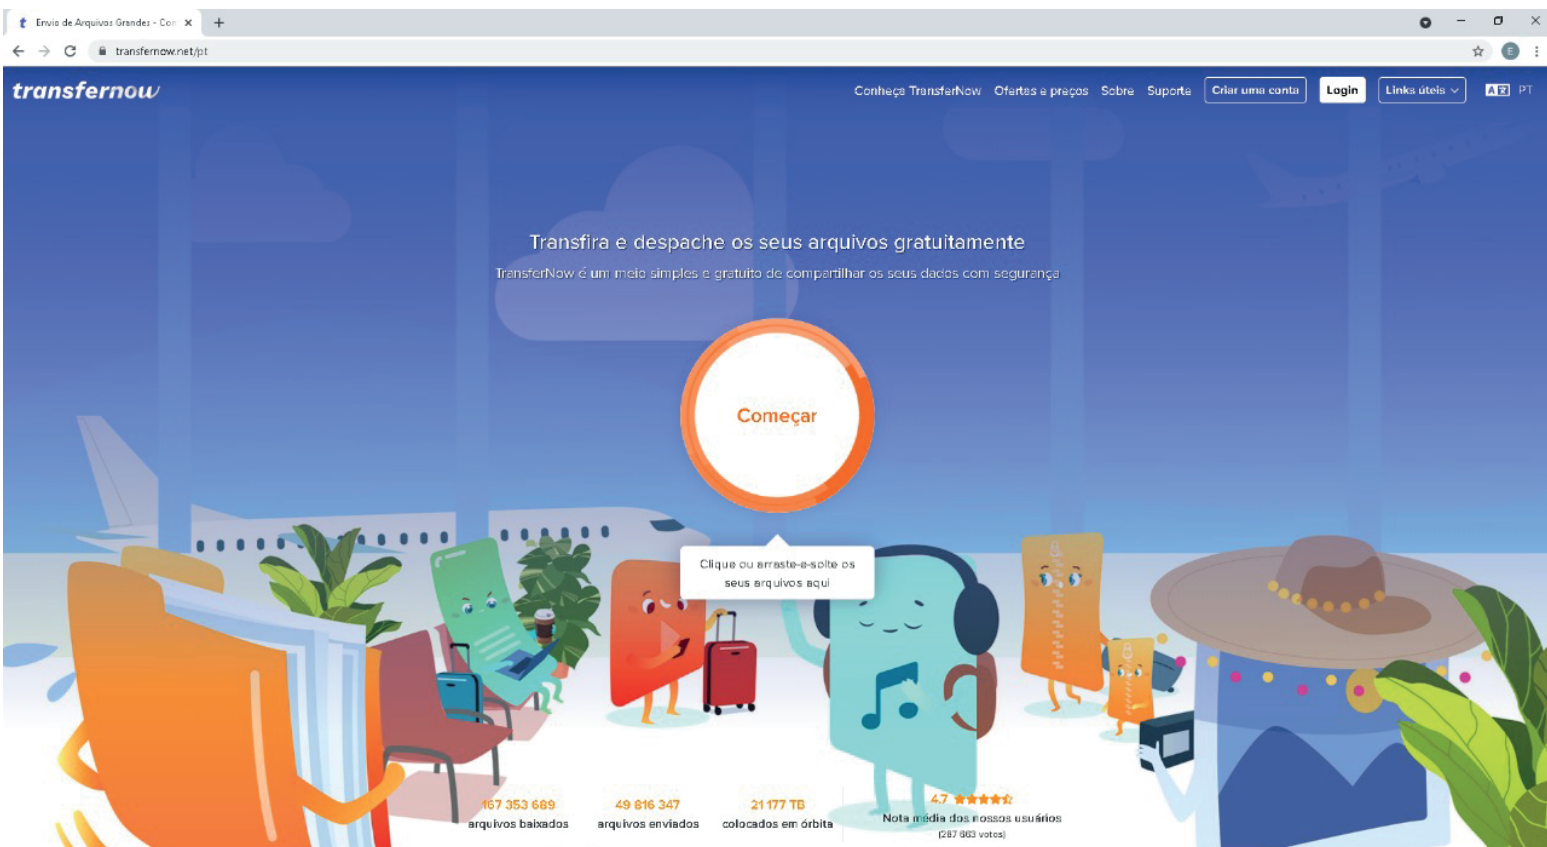 Envio de Arquivos Grandes - Con
transfernow.net/pt
E
transfernow
Conheça TransferNow Ofertas e preços Sobre Suporte Criar uma conta Login Links úteis PT
Transfira e despache os seus arquivos gratuitamente
TransferNow é um meio simples e gratuito de compartilhar os seus dados com segurança
Começar
Clique ou arraste-e-solte os
seus arquivos aqui
167 353 689 49 816 347 21 177 TB 4.7
arquivos baixados arquivos enviados colocados em órbita Nota média dos nossos usuários
(287 663 votos)